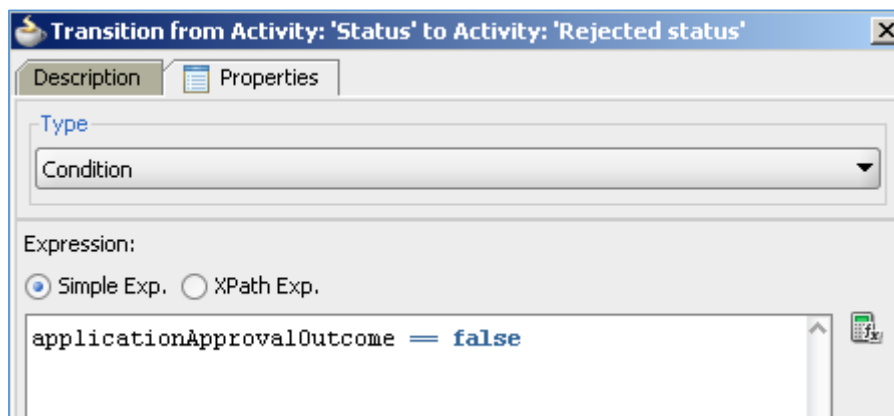 Transition from Activity: 'Status' to Activity: 'Rejected status'
Description
Properties
Type
Condition
Expression:
Simple Exp.
XPath Exp.
applicationApprovalOutcome == false